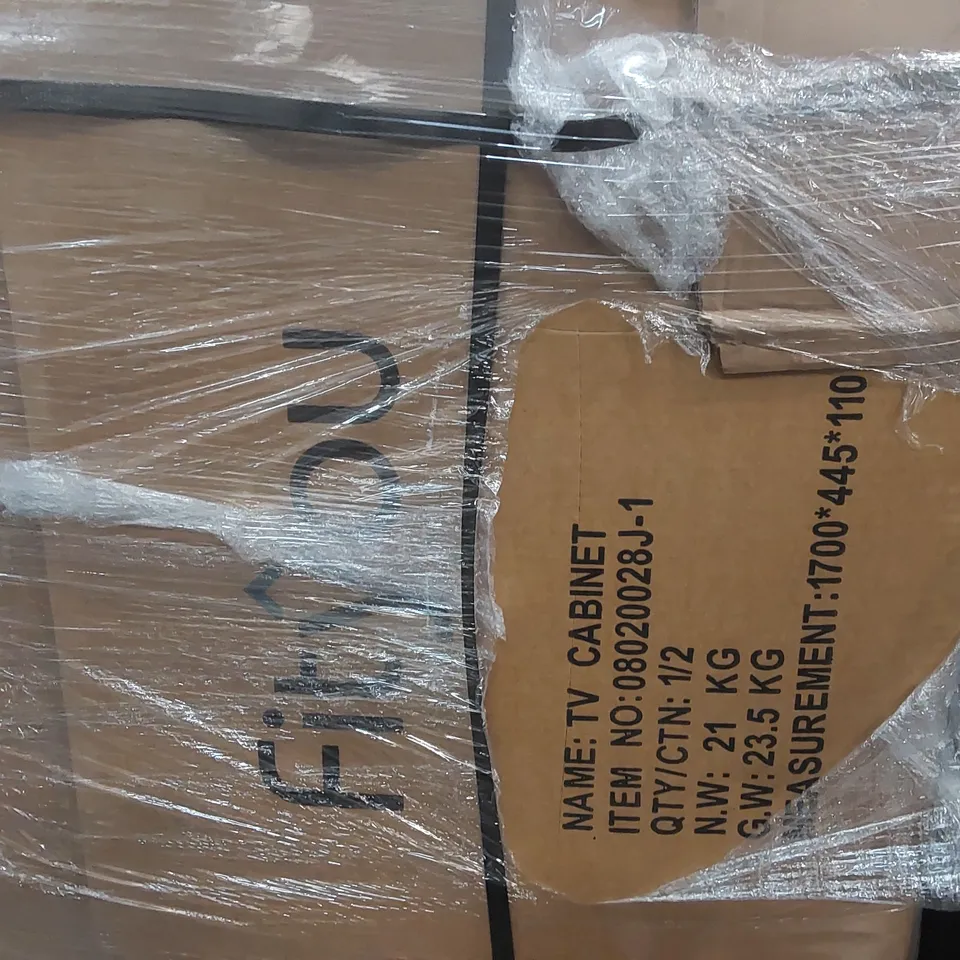 NAME: TV CABINET
ITEM NO:08020028J-1
QTY/CTN: 1/2
N.W: 21 KG
G.W: 23.5 KG
MEASUREMENT:1700*445*110